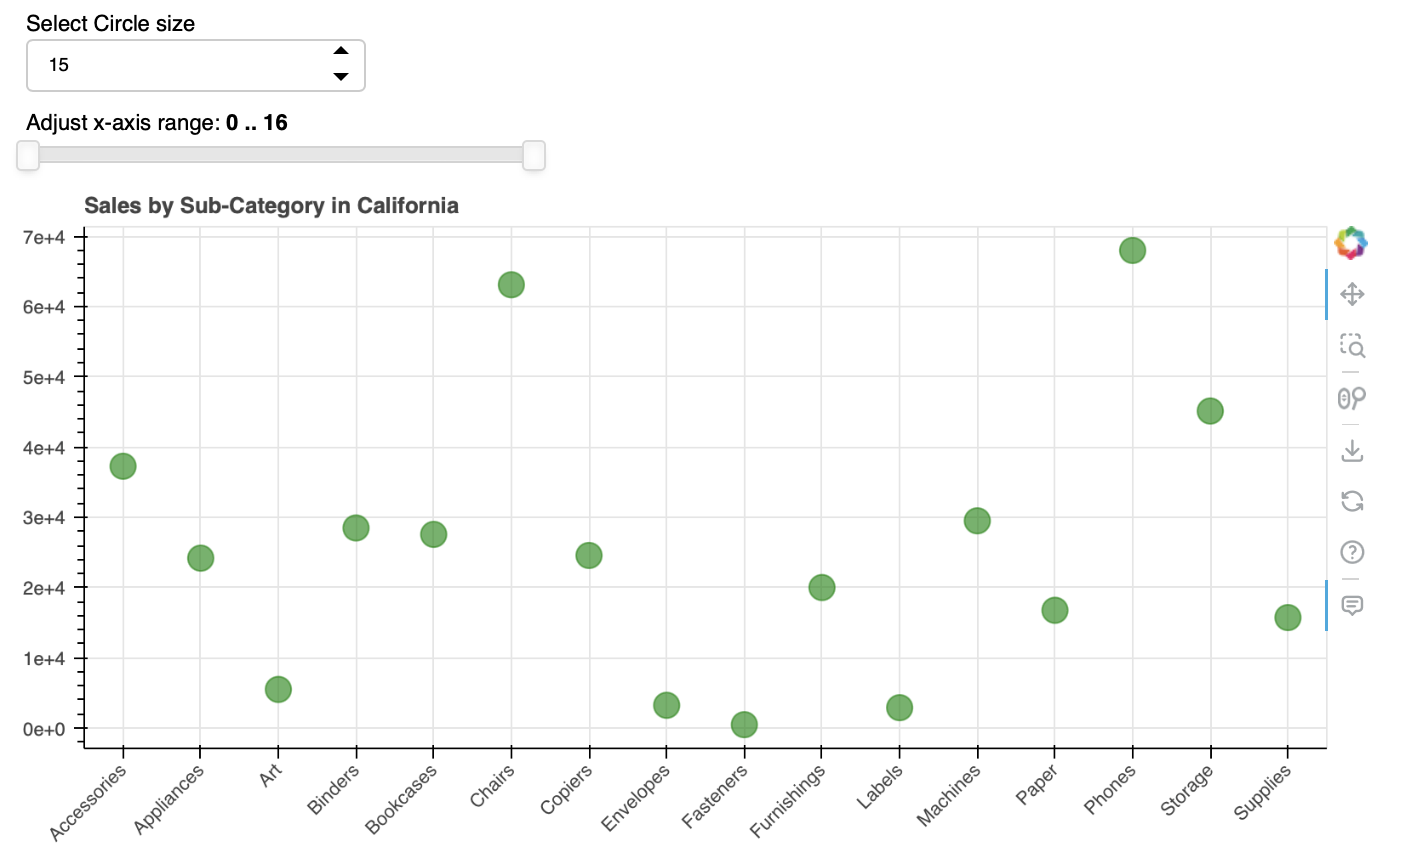 Select Circle size
15
Adjust x-axis range: 0 .. 16
Sales by Sub-Category in California
7e+4
6e+4
5e+4
4e+4
3e+4
2e+4
1e+4
0e+0
Accessories
Appliances
Art
Binders
Bookcases
Chairs
Copiers
Envelopes
Fasteners
Furnishings
Labels
Machines
Paper
Phones
Storage
Supplies